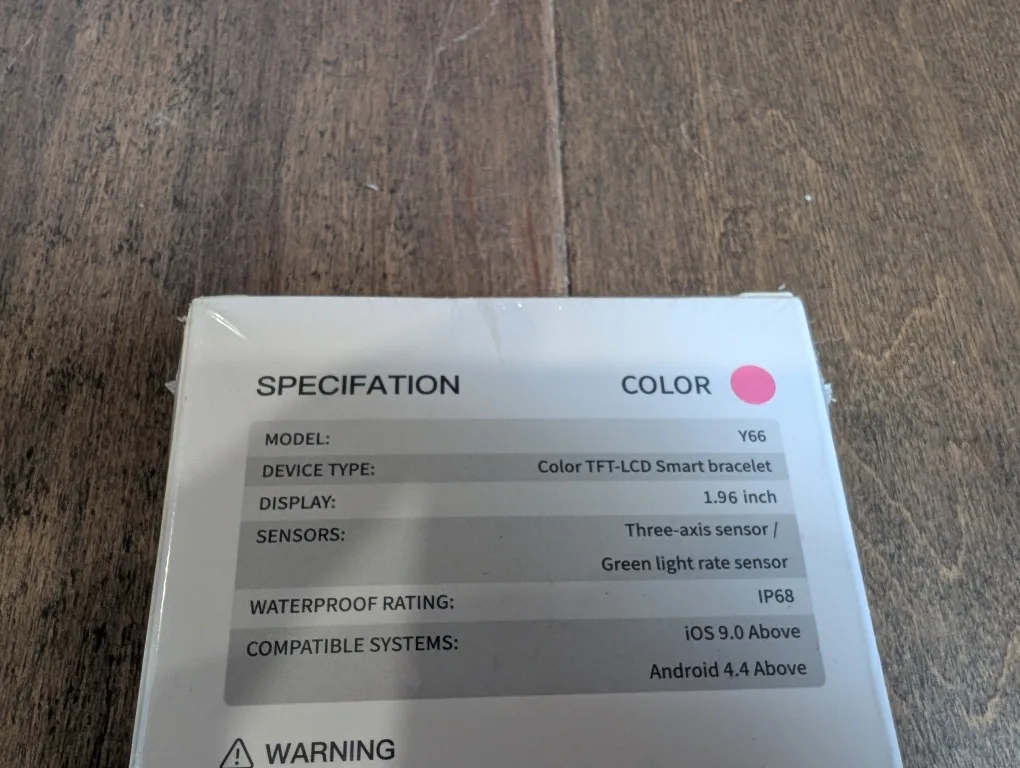 SPECIFATION COLOR
MODEL: Y66
DEVICE TYPE: Color TFT-LCD Smart bracelet
DISPLAY: 1.96 inch
SENSORS: Three-axis sensor /
Green light rate sensor
WATERPROOF RATING: IP68
COMPATIBLE SYSTEMS: iOS 9.0 Above
Android 4.4 Above
WARNING